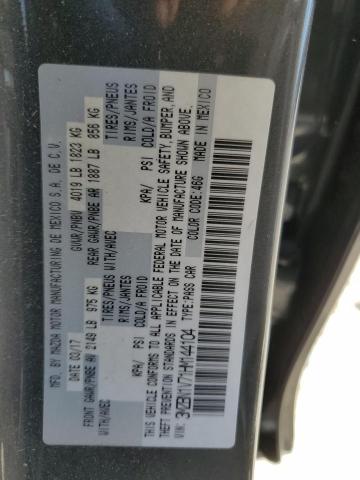 MFD. BY MAZDA MOTOR MANUFACTURING DE MEXICO S.A. DE C.V.
DATE: 03/17 GVWR/PNBV 4019 LB 1823 KG
FRONT GAWR/PNBE AV 2149 LB 975 KG REAR GAWR/PNBE AR 1887 LB 856 KG
WITH/AVEC TIRES/PNEUS WITH/AVEC TIRES/PNEUS
RIMS/JANTES RIMS/JANTES
KPA/ PSI COLD/A FROID KPA/ PSI COLD/A FROID
THIS VEHICLE CONFORMS TO ALL APPLICABLE FEDERAL MOTOR VEHICLE SAFETY, BUMPER, AND
THEFT PREVENTION STANDARDS IN EFFECT ON THE DATE OF MANUFACTURE SHOWN ABOVE.
VIN: TYPE: PASS CAR COLOR CODE: 46G MADE IN MEXICO